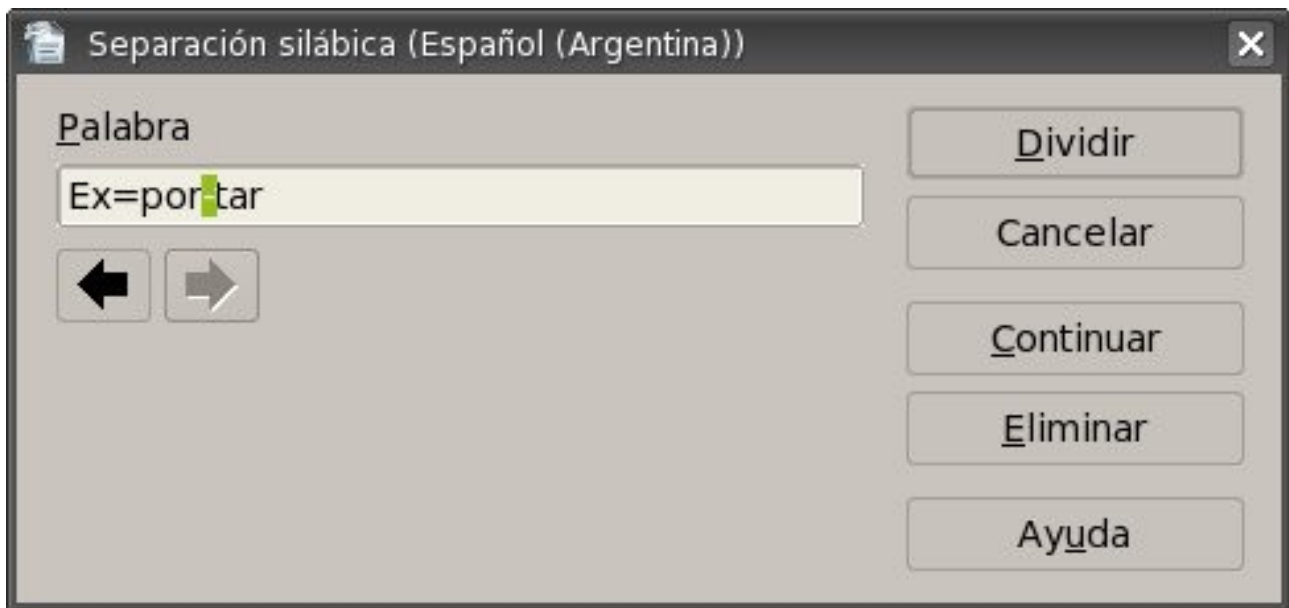 Separación silábica (Español (Argentina))
Palabra
Ex=por-tar
Dividir
Cancelar
Continuar
Eliminar
Ayuda